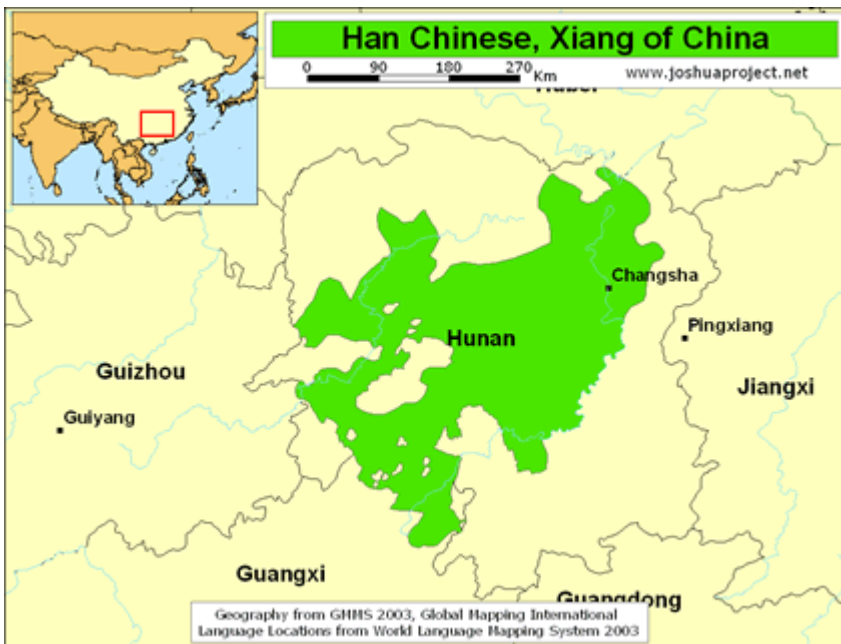 Han Chinese, Xiang of China
0 90 180 270 Km
www.joshuaproject.net
Hubei
Changsha
Hunan
Pingxiang
Guizhou
Jiangxi
Guiyang
Guangxi
Guangdong
Geography from GMMS 2003, Global Mapping International
Language Locations from World Language Mapping System 2003